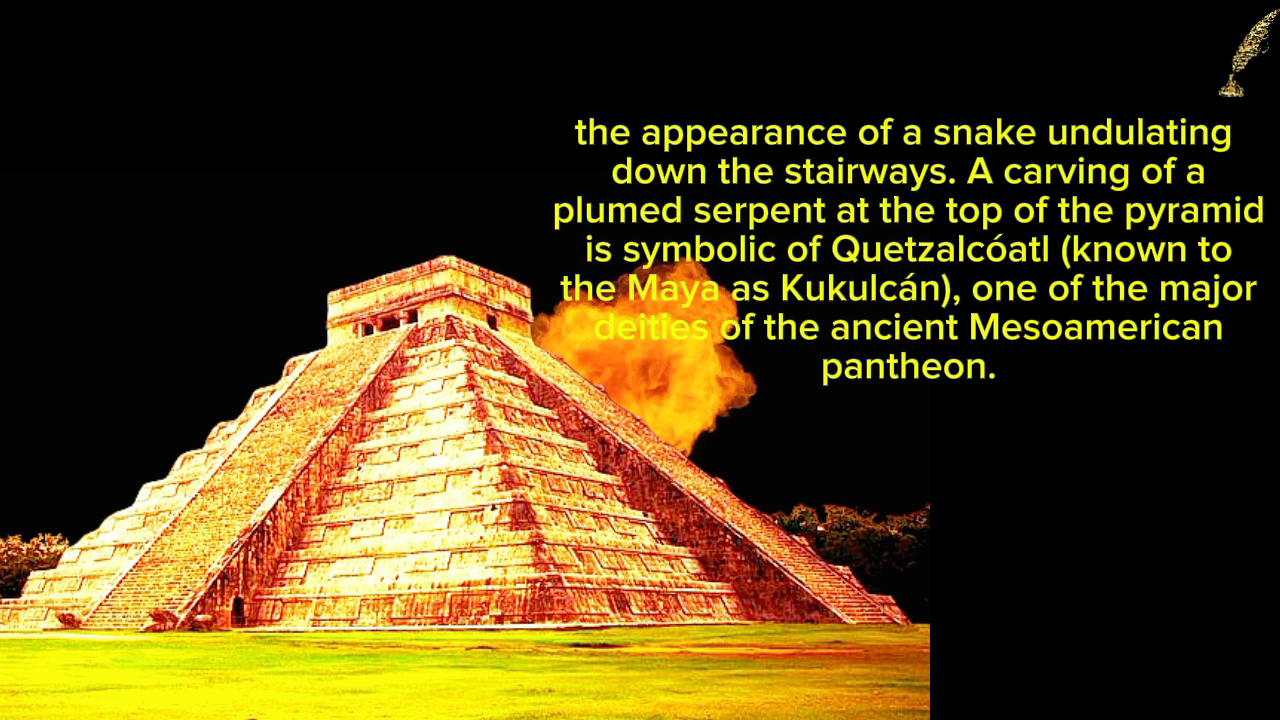 the appearance of a snake undulating
down the stairways. A carving of a
plumed serpent at the top of the pyramid
is symbolic of Quetzalcóatl (known to
the Maya as Kukulcán), one of the major
deities of the ancient Mesoamerican
pantheon.